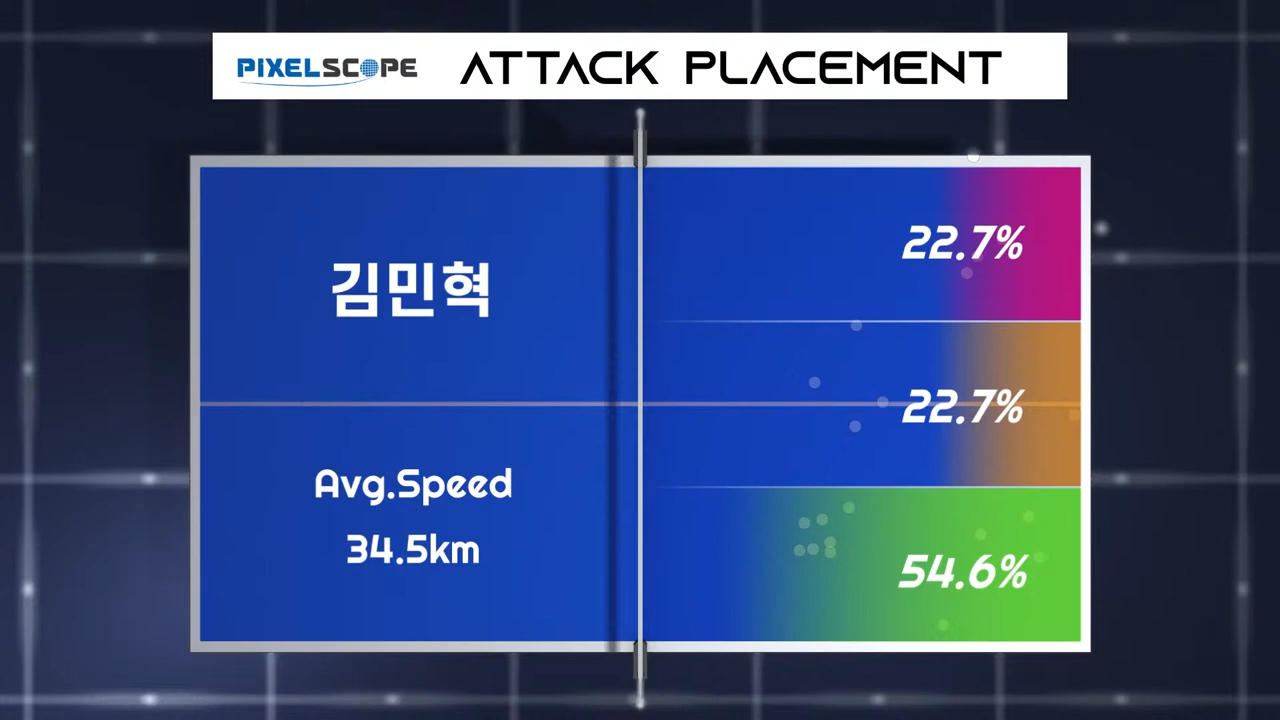 PIXELSCOPE ATTACK PLACEMENT
김민혁
Avg.Speed
34.5km
22.7%
22.7%
54.6%